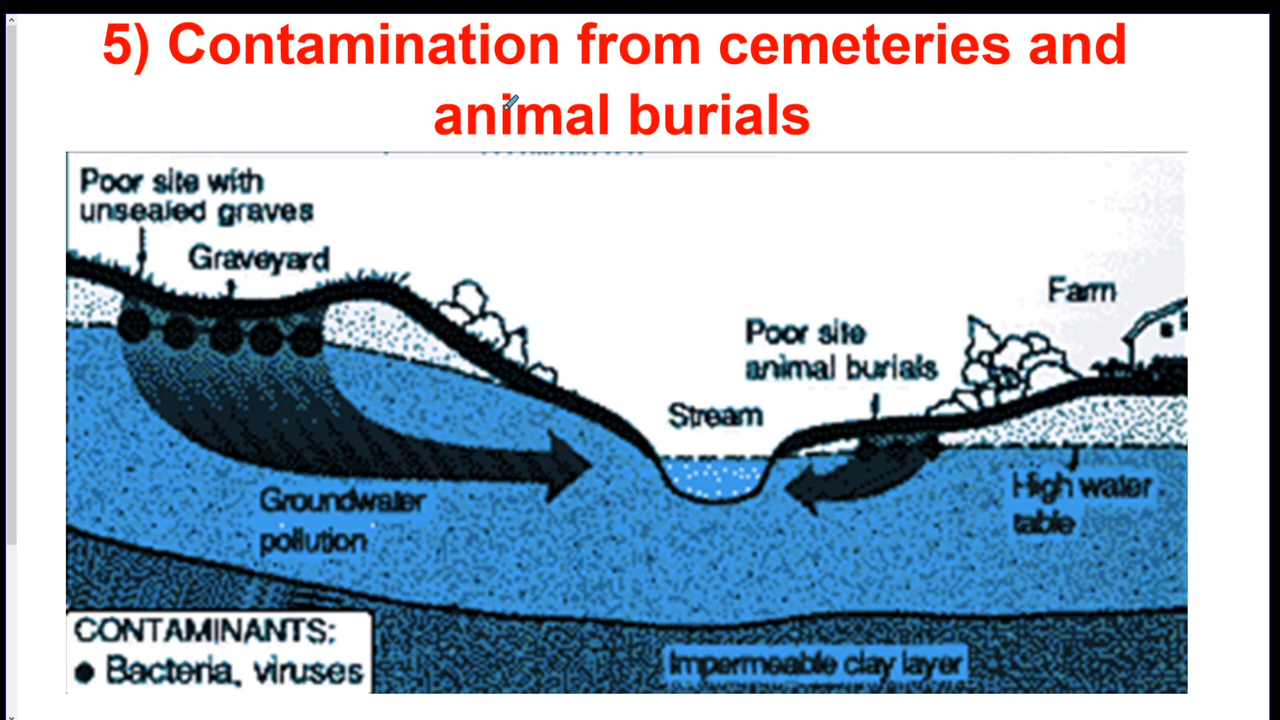 5) Contamination from cemeteries and
animal burials
Poor site with
unsealed graves
Graveyard
Farm
Poor site
animal burials
Stream
High water
table
Groundwater
pollution
CONTAMINANTS:
● Bacteria, viruses
Impermeable clay layer